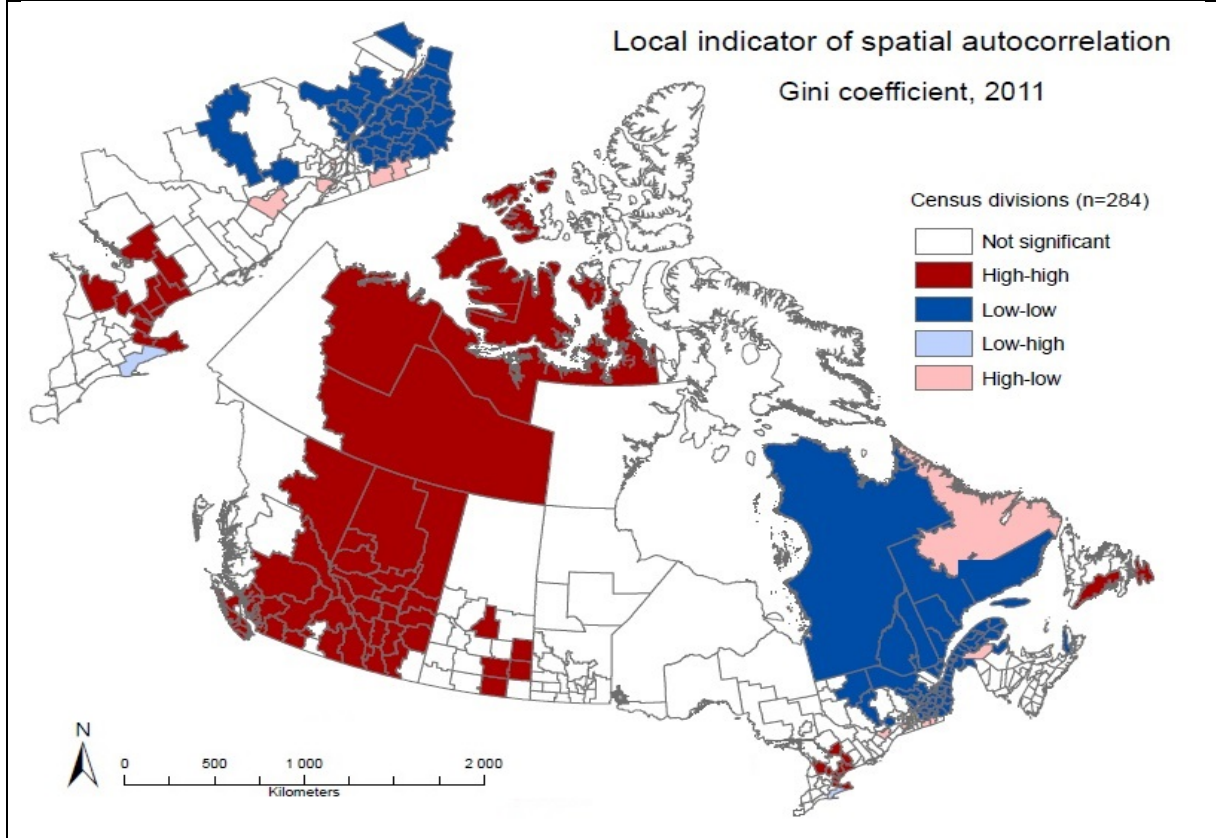 Local indicator of spatial autocorrelation
Gini coefficient, 2011
Census divisions (n=284)
Not significant
High-high
Low-low
Low-high
High-low
N
0 500 1 000 2 000
Kilometers